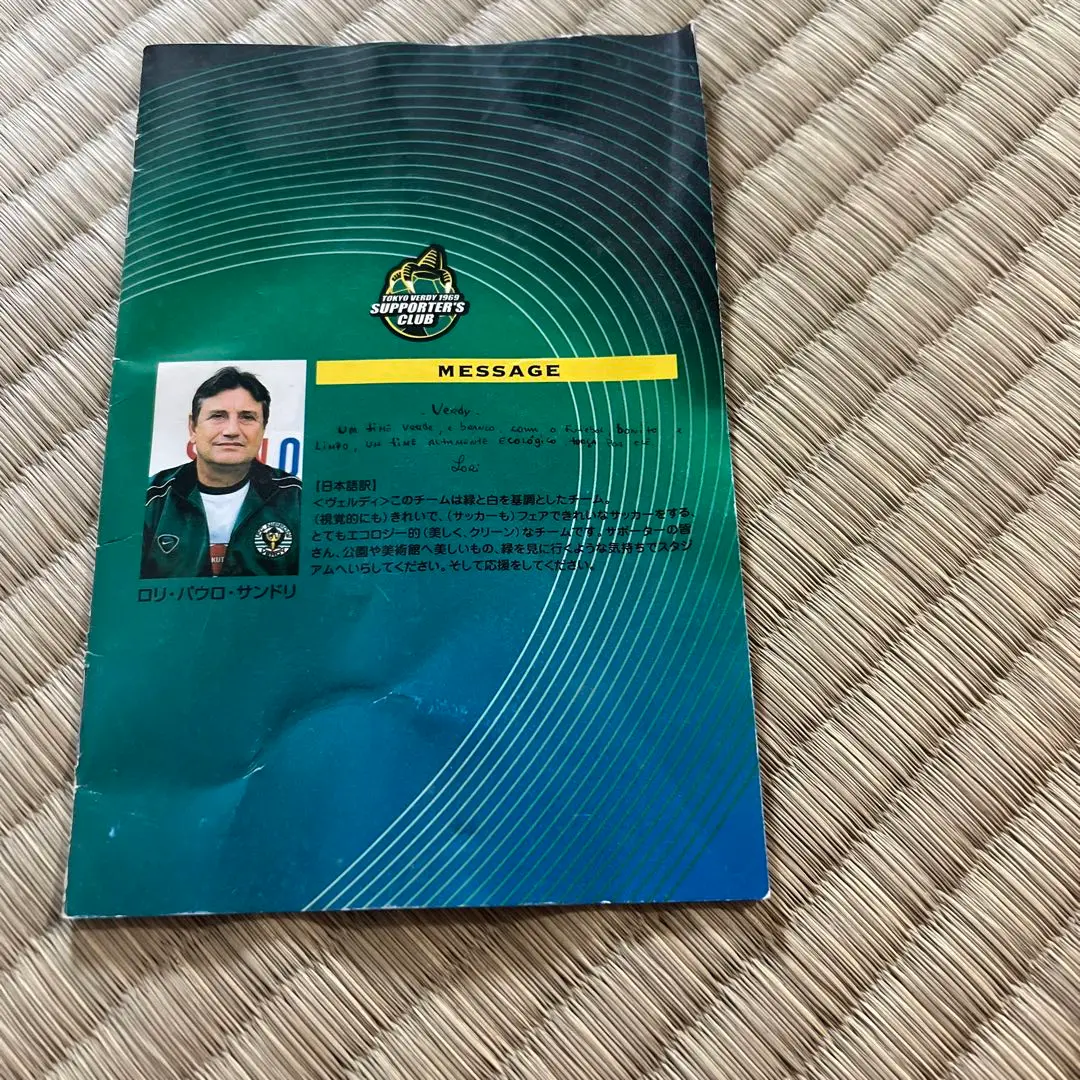 TOKYO VERDY 1969
SUPPORTER'S
CLUB
MESSAGE
- Verdy -
UM TIME VERDE, E BRANCO. COM O FUTEBOL BONITO E
LIMPO, UM TIME ALTAMENTE ECOLÓGICO TORÇA POR ELE.
Lori
【日本語訳】
<ヴェルディ>このチームは緑と白を基調としたチーム。
(視覚的にも)きれいで、(サッカーも)フェアできれいなサッカーをする、
とてもエコロジー的(美しく、クリーン)なチームです。サポーターの皆
さん、公園や美術館へ美しいもの、緑を見に行くような気持ちでスタジ
アムへいらしてください。そして応援をしてください。
KUT
ロリ・パウロ・サンドリ